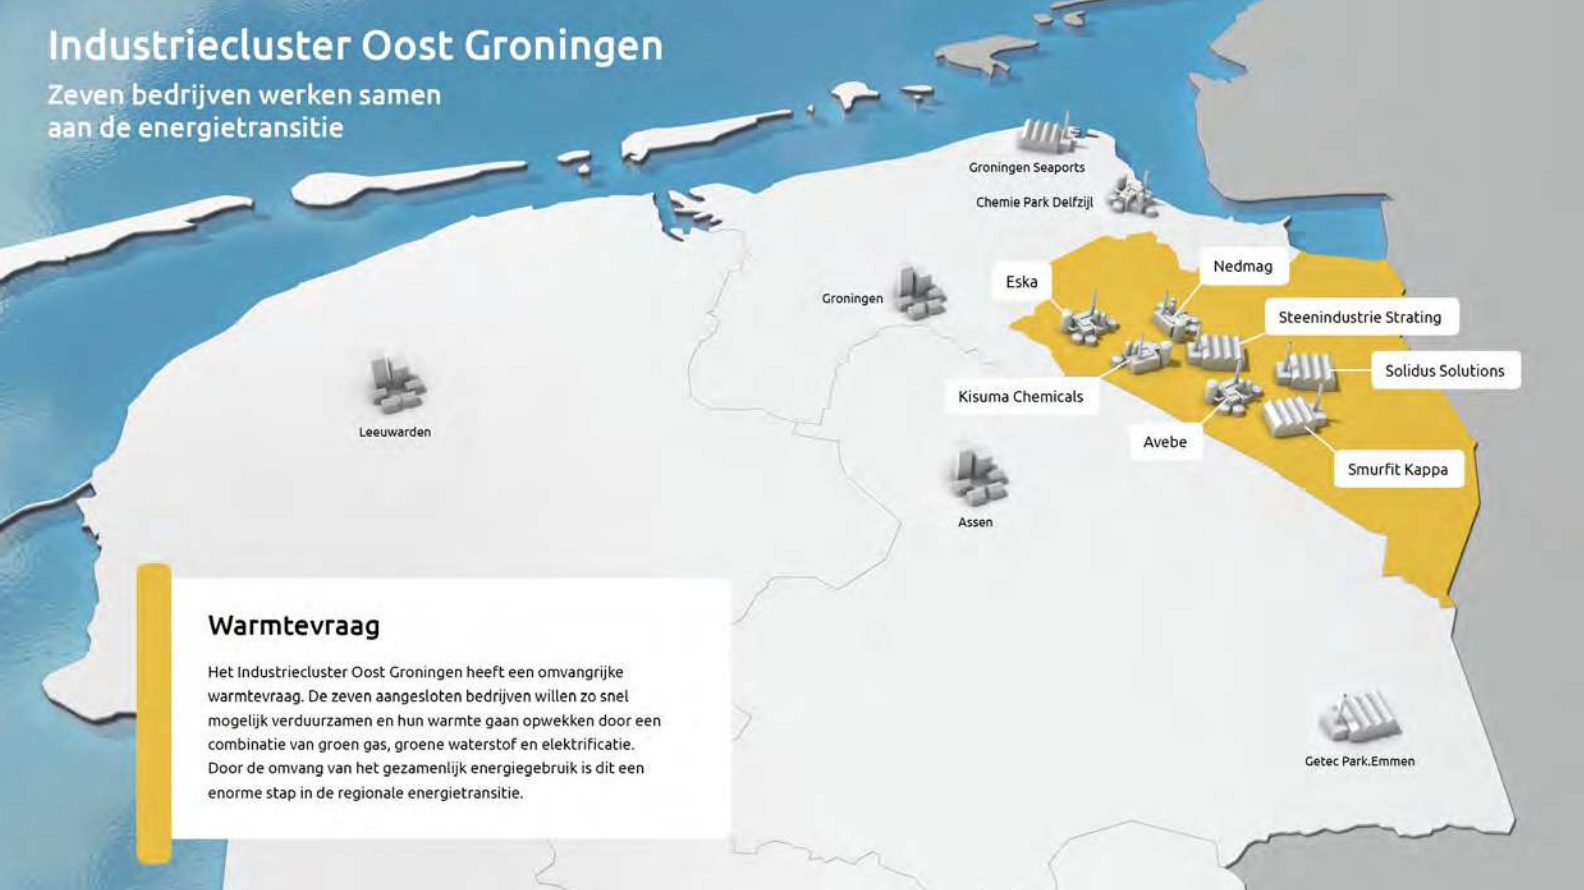 Industriecluster Oost Groningen
Zeven bedrijven werken samen
aan de energietransitie
Groningen Seaports
Chemie Park Delfzijl
Nedmag
Eska
Groningen
Steenindustrie Strating
Solidus Solutions
Kisuma Chemicals
Leeuwarden
Avebe
Smurfit Kappa
Assen
Warmtevraag
Het Industriecluster Oost Groningen heeft een omvangrijke
warmtevraag. De zeven aangesloten bedrijven willen zo snel
mogelijk verduurzamen en hun warmte gaan opwekken door een
combinatie van groen gas, groene waterstof en elektrificatie.
Door de omvang van het gezamenlijk energiegebruik is dit een
enorme stap in de regionale energietransitie.
Getec Park.Emmen